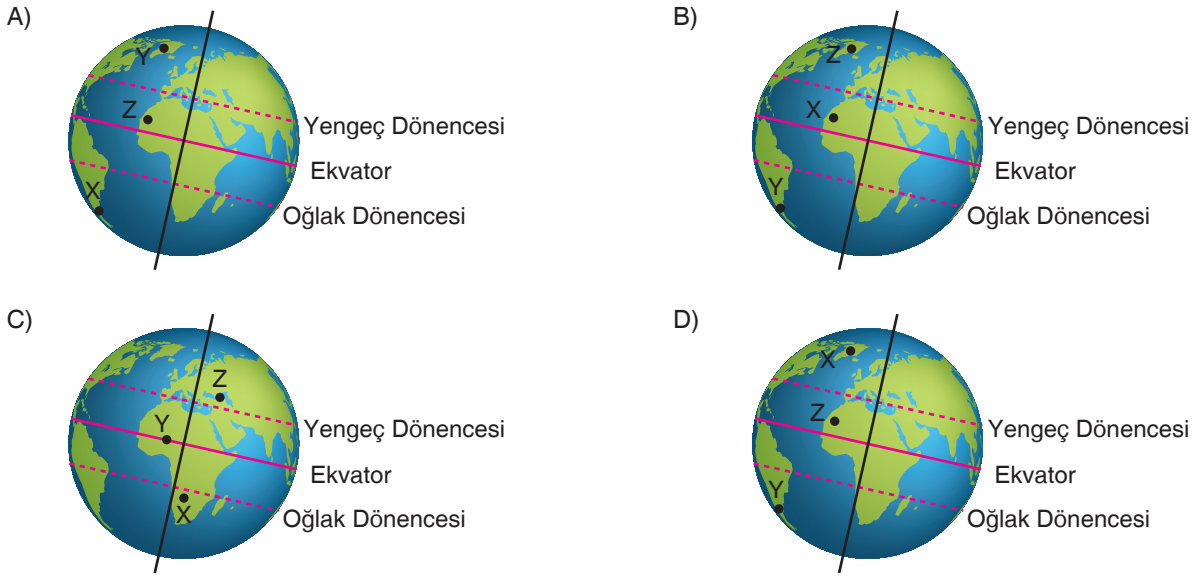 A)
Y
Z
X
Yengeç Dönencesi
Ekvator
Oğlak Dönencesi
B)
Z
X
Y
Yengeç Dönencesi
Ekvator
Oğlak Dönencesi
C)
Z
Y
X
Yengeç Dönencesi
Ekvator
Oğlak Dönencesi
D)
X
Z
Y
Yengeç Dönencesi
Ekvator
Oğlak Dönencesi